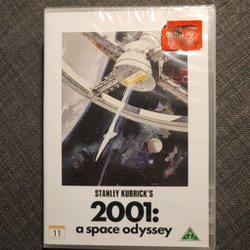 STANLEY KUBRICK'S
2001:
a space odyssey
11